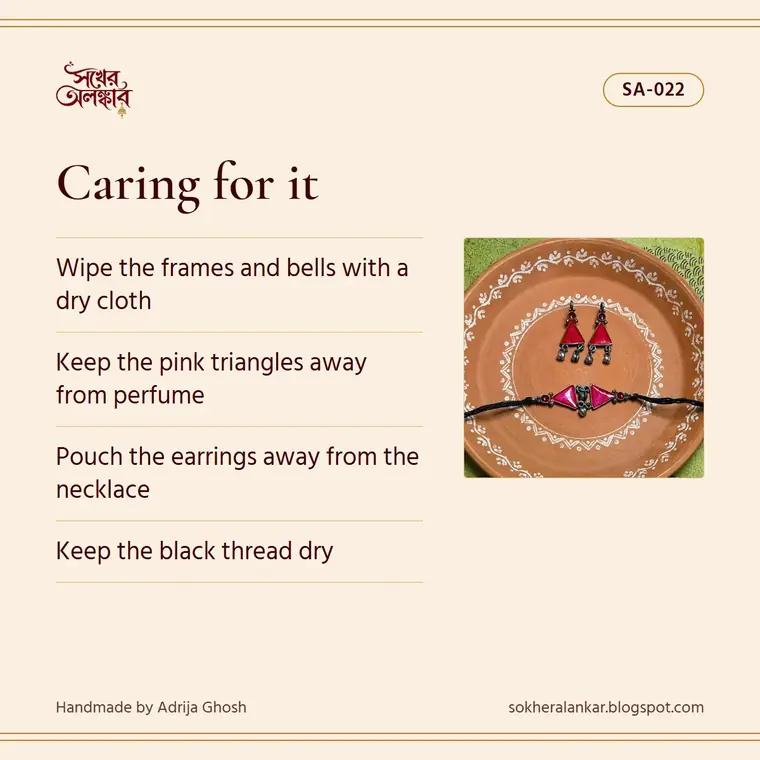 সখের
অলঙ্কার
SA-022
Caring for it
Wipe the frames and bells with a
dry cloth
Keep the pink triangles away
from perfume
Pouch the earrings away from the
necklace
Keep the black thread dry
Handmade by Adrija Ghosh
sokheralankar.blogspot.com